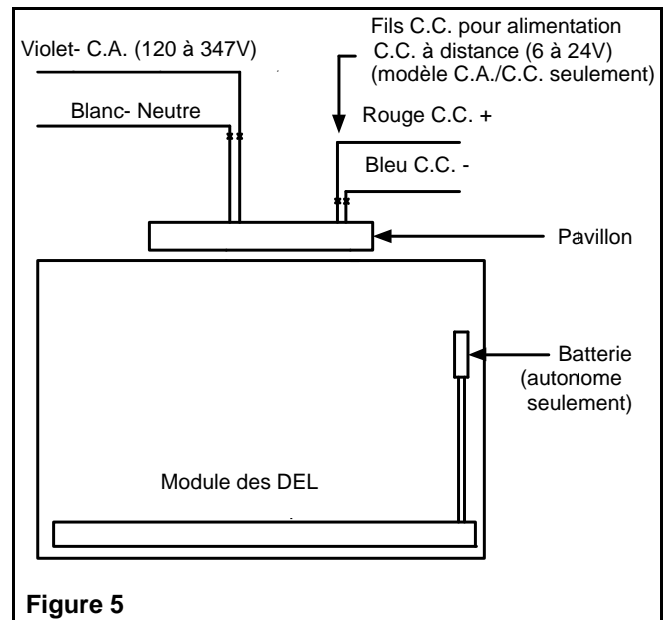 Violet- C.A. (120 à 347V)
Blanc- Neutre
Fils C.C. pour alimentation
C.C. à distance (6 à 24V)
(modèle C.A./C.C. seulement)
Rouge C.C. +
Bleu C.C. -
Pavillon
Batterie
(autonome
seulement)
Module des DEL
Figure 5